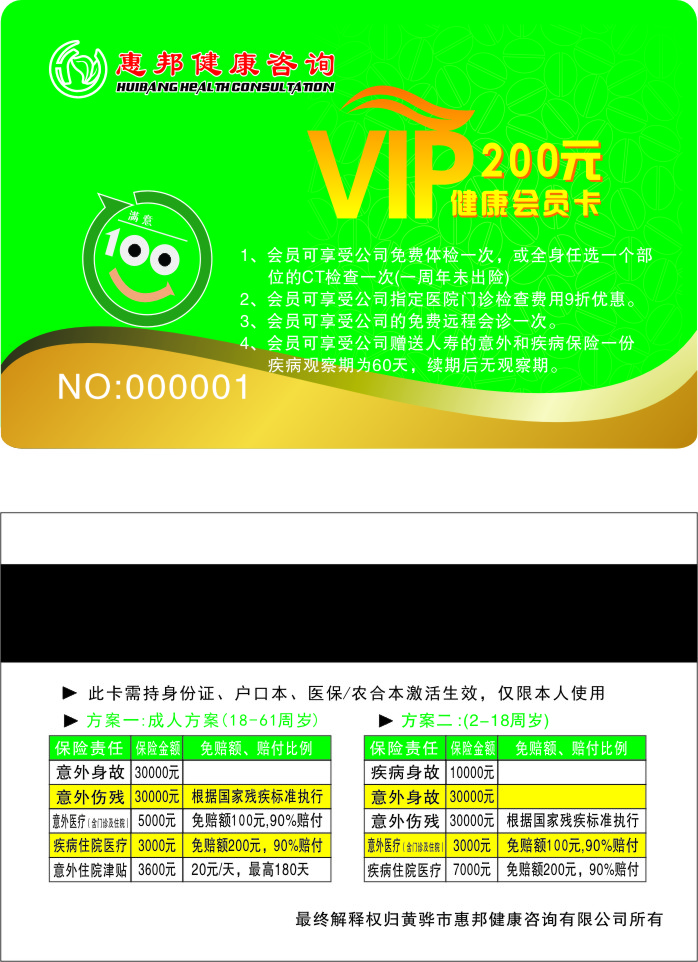 惠邦健康咨询
HUIBANG HEALTH CONSULTATION
VIP 200元
健康会员卡
满意
100
1、会员可享受公司免费体检一次，或全身任选一个部
位的CT检查一次(一周年未出险)
2、会员可享受公司指定医院门诊检查费用9折优惠。
3、会员可享受公司的免费远程会诊一次。
4、会员可享受公司赠送人寿的意外和疾病保险一份
疾病观察期为60天，续期后无观察期。
NO:000001
▶ 此卡需持身份证、户口本、医保/农合本激活生效，仅限本人使用
▶ 方案一:成人方案(18-61周岁)
保险责任 保险金额 免赔额、赔付比例
意外身故 30000元
意外伤残 30000元 根据国家残疾标准执行
意外医疗(含门诊及住院) 5000元 免赔额100元,90%赔付
疾病住院医疗 3000元 免赔额200元，90%赔付
意外住院津贴 3600元 20元/天，最高180天
▶ 方案二:(2-18周岁)
保险责任 保险金额 免赔额、赔付比例
疾病身故 10000元
意外身故 30000元
意外伤残 30000元 根据国家残疾标准执行
意外医疗(含门诊及住院) 3000元 免赔额100元,90%赔付
疾病住院医疗 7000元 免赔额200元，90%赔付
最终解释权归黄骅市惠邦健康咨询有限公司所有